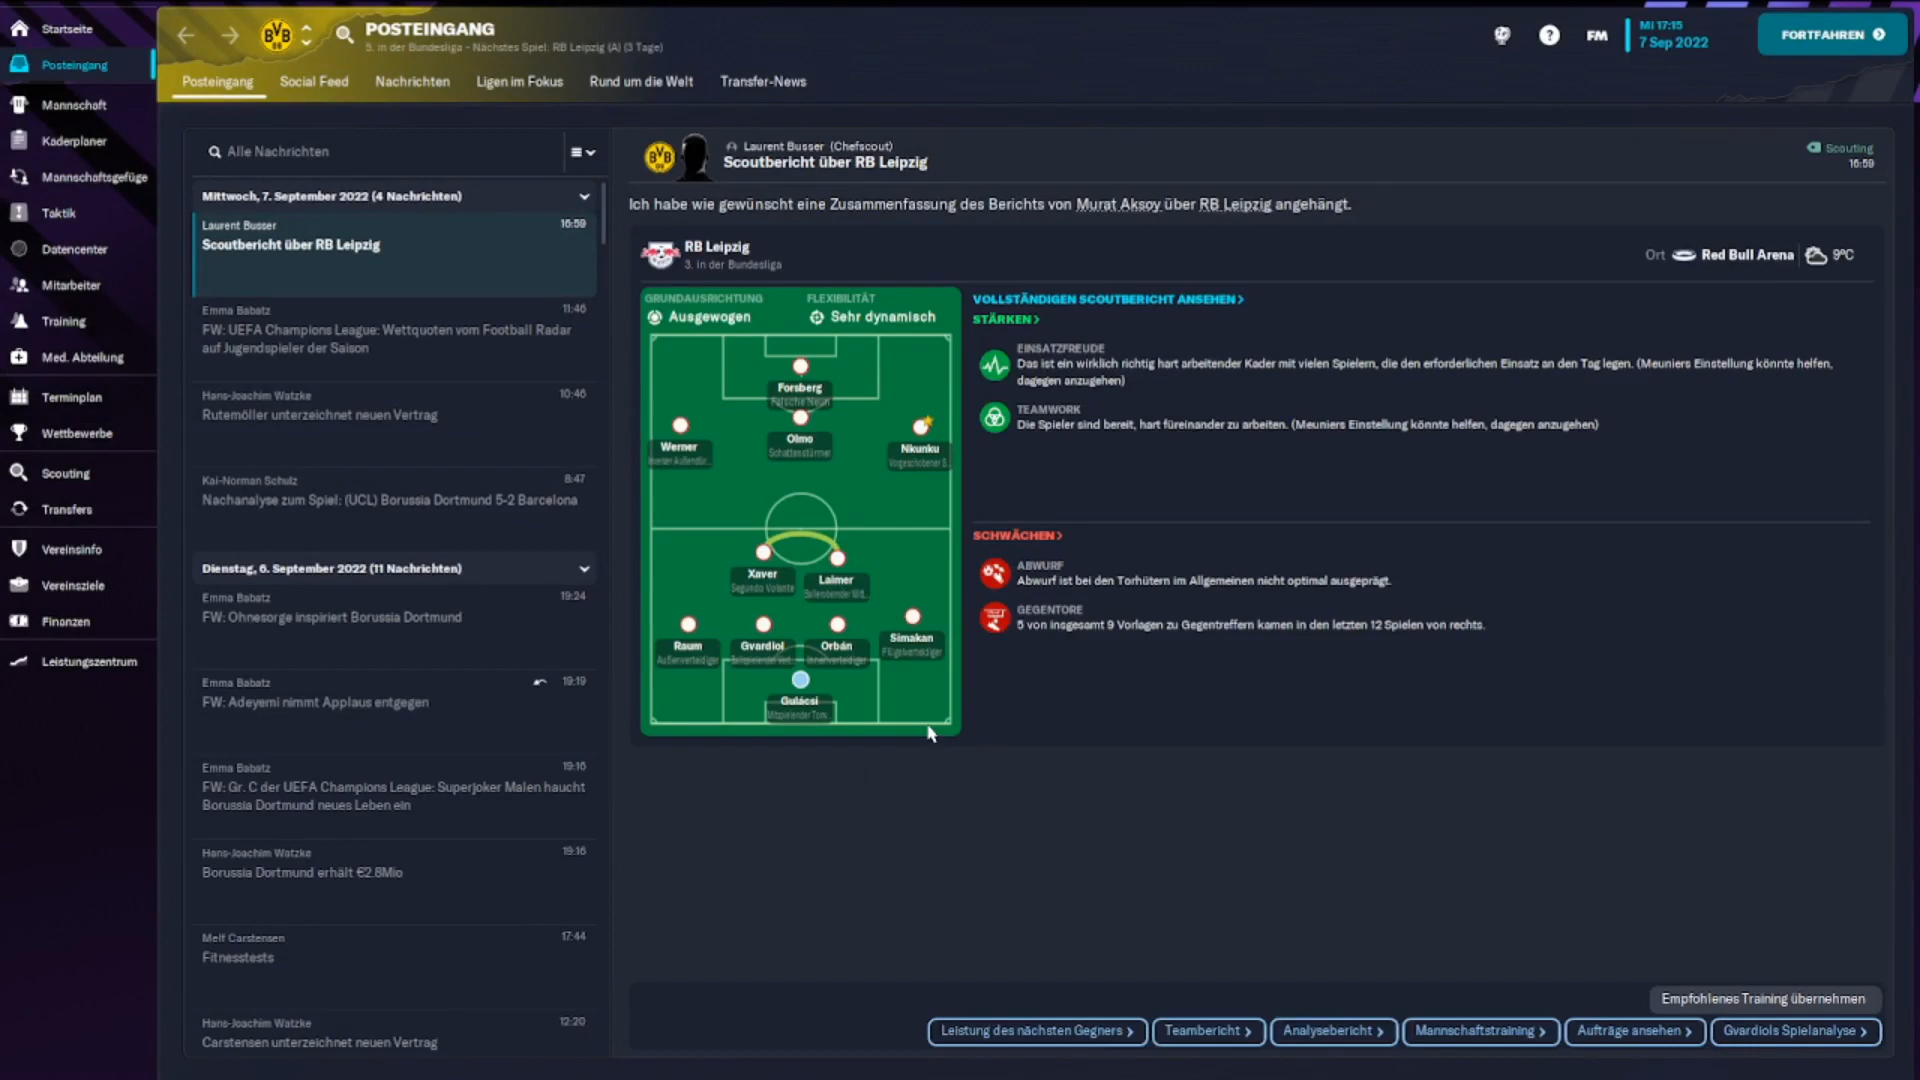 Startseite
Posteingang
Mannschaft
Kaderplaner
Mannschaftsgefüge
Taktik
Datencenter
Mitarbeiter
Training
Med. Abteilung
Terminplan
Wettbewerbe
Scouting
Transfers
Vereinsinfo
Vereinsziele
Finanzen
Leistungszentrum
BVB 09
POSTEINGANG
5. in der Bundesliga - Nächstes Spiel: RB Leipzig (A) (3 Tage)
FM
Mi 17:15
7 Sep 2022
FORTFAHREN
Posteingang Social Feed Nachrichten Ligen im Fokus Rund um die Welt Transfer-News
Alle Nachrichten
Mittwoch, 7. September 2022 (4 Nachrichten)
Laurent Busser 16:59
Scoutbericht über RB Leipzig
Emma Babatz 11:46
FW: UEFA Champions League: Wettquoten vom Football Radar
auf Jugendspieler der Saison
Hans-Joachim Watzke 10:46
Rutemöller unterzeichnet neuen Vertrag
Kai-Norman Schulz 8:47
Nachanalyse zum Spiel: (UCL) Borussia Dortmund 5-2 Barcelona
Dienstag, 6. September 2022 (11 Nachrichten)
Emma Babatz 19:24
FW: Ohnesorge inspiriert Borussia Dortmund
Emma Babatz 19:19
FW: Adeyemi nimmt Applaus entgegen
Emma Babatz 19:16
FW: Gr. C der UEFA Champions League: Superjoker Malen haucht
Borussia Dortmund neues Leben ein
Hans-Joachim Watzke 19:16
Borussia Dortmund erhält €2.8Mio
Melf Carstensen 17:44
Fitnesstests
Hans-Joachim Watzke 12:20
Carstensen unterzeichnet neuen Vertrag
BVB 09
Laurent Busser (Chefscout)
Scoutbericht über RB Leipzig
Scouting
16:59
Ich habe wie gewünscht eine Zusammenfassung des Berichts von Murat Aksoy über RB Leipzig angehängt.
RB Leipzig
3. in der Bundesliga
Ort Red Bull Arena 9°C
GRUNDAUSRICHTUNG FLEXIBILITÄT
Ausgewogen Sehr dynamisch
Forsberg
Falsche Neun
Werner
Olmo
Schattenstürmer
Nkunku
Vorgeschobener S...
Xaver
Segundo Volante
Laimer
Raum
Außenverteidiger
Gvardiol
Orbán
Innenverteidiger
Simakan
Flügelverteidiger
Gulácsi
Mitspielender Torw...
VOLLSTÄNDIGEN SCOUTBERICHT ANSEHEN>
STÄRKEN>
EINSATZFREUDE
Das ist ein wirklich richtig hart arbeitender Kader mit vielen Spielern, die den erforderlichen Einsatz an den Tag legen. (Meuniers Einstellung könnte helfen,
dagegen anzugehen)
TEAMWORK
Die Spieler sind bereit, hart füreinander zu arbeiten. (Meuniers Einstellung könnte helfen, dagegen anzugehen)
SCHWÄCHEN>
ABWURF
Abwurf ist bei den Torhütern im Allgemeinen nicht optimal ausgeprägt.
GEGENTORE
5 von insgesamt 9 Vorlagen zu Gegentreffern kamen in den letzten 12 Spielen von rechts.
Empfohlenes Training übernehmen
Leistung des nächsten Gegners > Teambericht > Analysebericht > Mannschaftstraining > Aufträge ansehen > Gvardiols Spielanalyse >